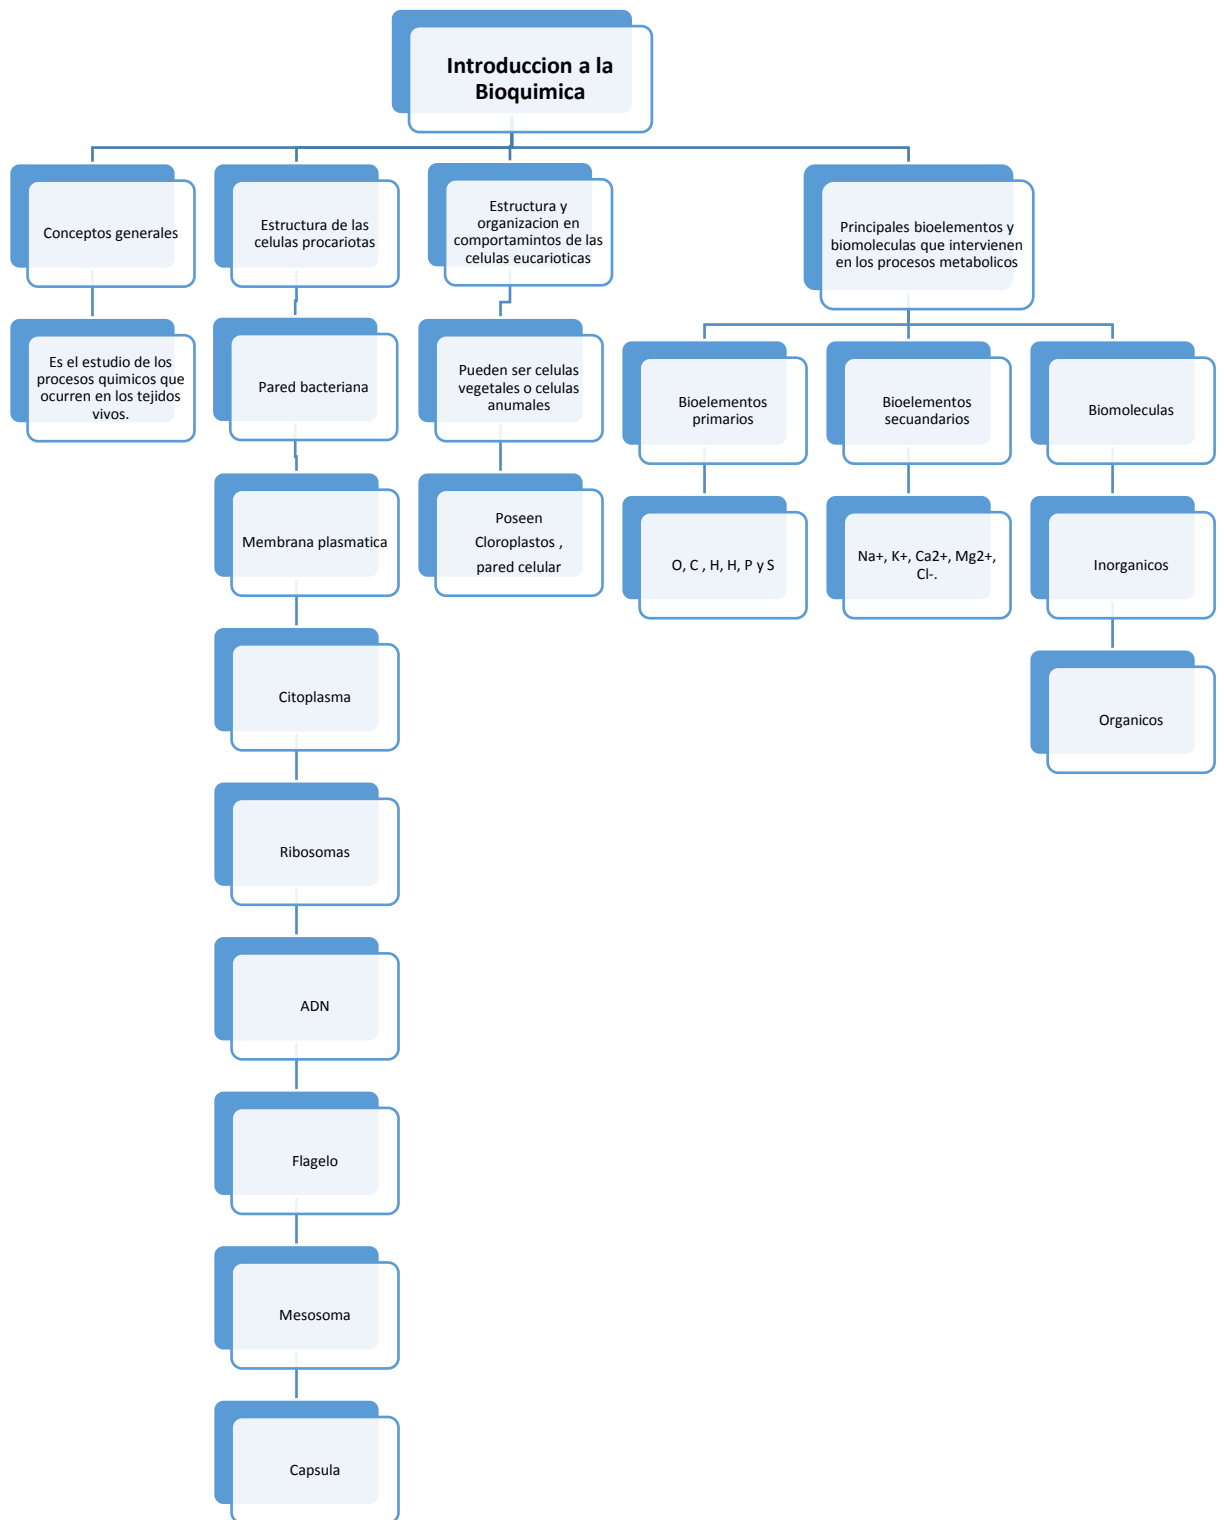 Introduccion a la
Bioquimica
Conceptos generales
Estructura de las
celulas procariotas
Estructura y
organizacion en
comportamintos de las
celulas eucarioticas
Principales bioelementos y
biomoleculas que intervienen
en los procesos metabolicos
Es el estudio de los
procesos quimicos que
ocurren en los tejidos
vivos.
Pared bacteriana
Pueden ser celulas
vegetales o celulas
anumales
Bioelementos
primarios
Bioelementos
secuandarios
Biomoleculas
Membrana plasmatica
Poseen
Cloroplastos ,
pared celular
O, C , H, H, P y S
Na+, K+, Ca2+, Mg2+,
Cl-.
Inorganicos
Citoplasma
Organicos
Ribosomas
ADN
Flagelo
Mesosoma
Capsula